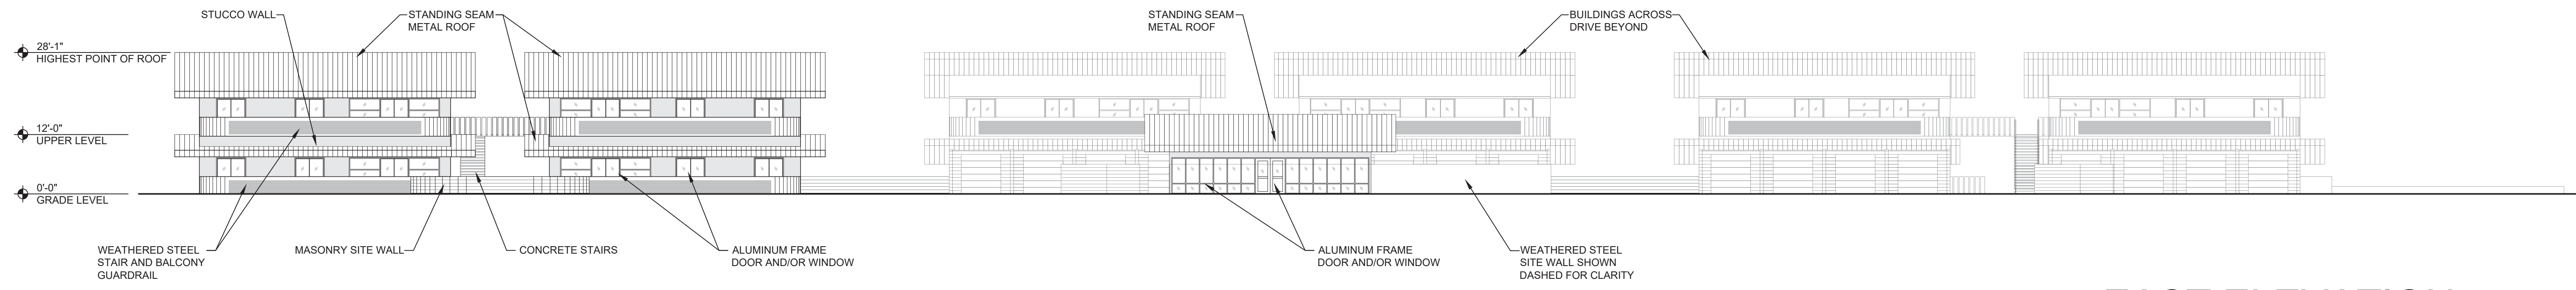 STUCCO WALL
STANDING SEAM
METAL ROOF
STANDING SEAM
METAL ROOF
BUILDINGS ACROSS
DRIVE BEYOND
28'-1"
HIGHEST POINT OF ROOF
12'-0"
UPPER LEVEL
0'-0"
GRADE LEVEL
WEATHERED STEEL
STAIR AND BALCONY
GUARDRAIL
MASONRY SITE WALL
CONCRETE STAIRS
ALUMINUM FRAME
DOOR AND/OR WINDOW
ALUMINUM FRAME
DOOR AND/OR WINDOW
WEATHERED STEEL
SITE WALL SHOWN
DASHED FOR CLARITY